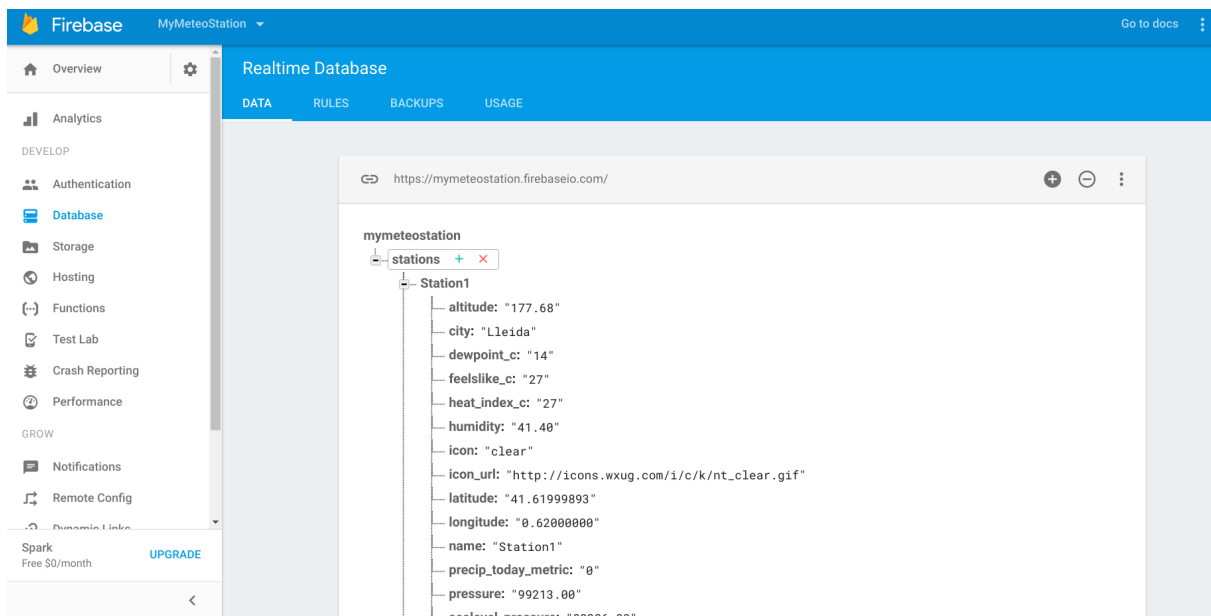 Firebase
MyMeteoStation
Go to docs
Overview
Analytics
DEVELOP
Authentication
Database
Storage
Hosting
Functions
Test Lab
Crash Reporting
Performance
GROW
Notifications
Remote Config
Dynamic Links
Spark
Free $0/month
UPGRADE
Realtime Database
DATA RULES BACKUPS USAGE
https://mymeteostation.firebaseio.com/
mymeteostation
stations
Station1
altitude: "177.68"
city: "Lleida"
dewpoint_c: "14"
feelslike_c: "27"
heat_index_c: "27"
humidity: "41.40"
icon: "clear"
icon_url: "http://icons.wxug.com/i/c/k/nt_clear.gif"
latitude: "41.61999893"
longitude: "0.62000000"
name: "Station1"
precip_today_metric: "0"
pressure: "99213.00"